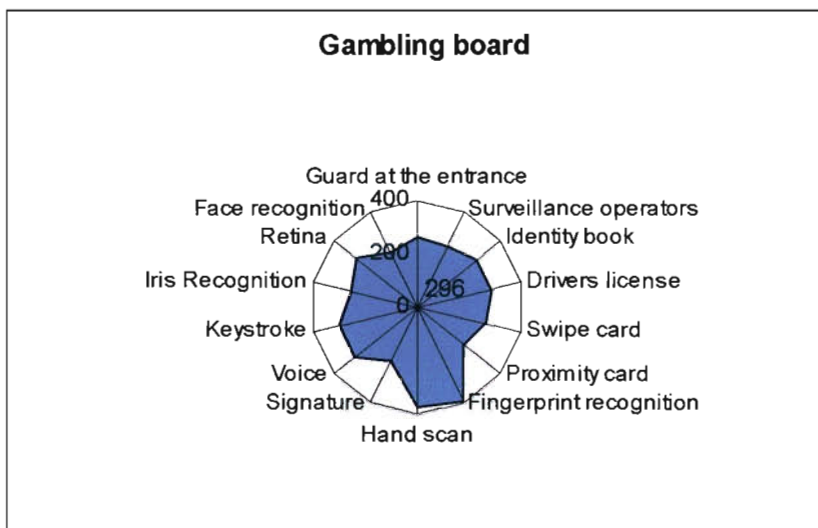 Gambling board
Guard at the entrance
400
Face recognition
Surveillance operators
Retina
Identity book
200
Iris Recognition
296
Drivers license
0
Keystroke
Swipe card
Voice
Proximity card
Signature
Fingerprint recognition
Hand scan